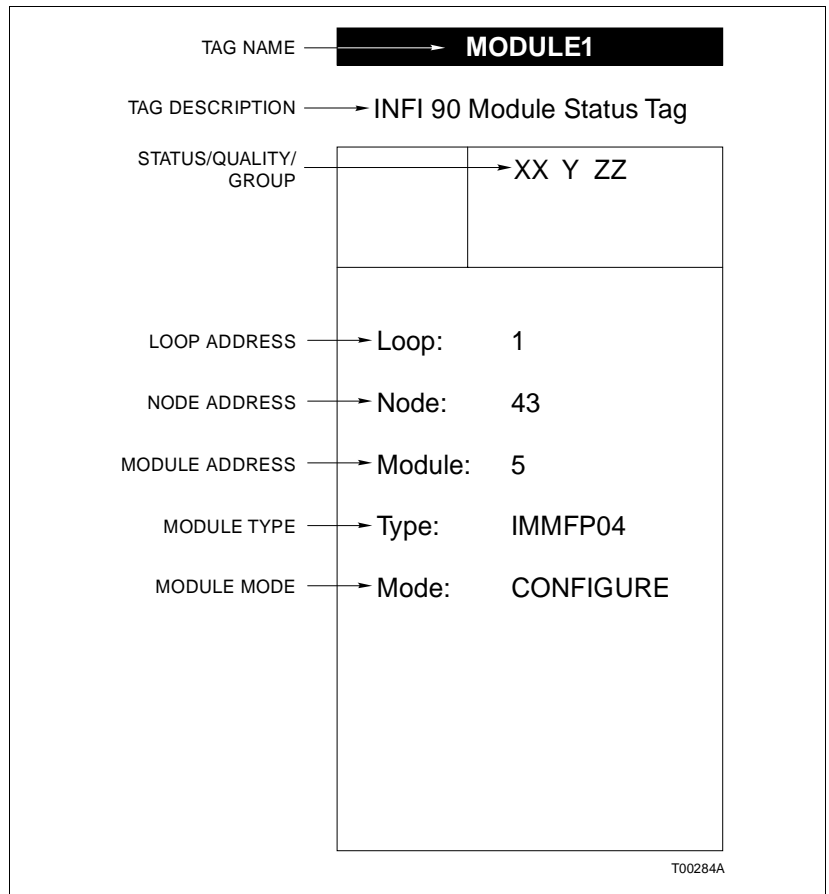 TAG NAME MODULE1
TAG DESCRIPTION INFI 90 Module Status Tag
STATUS/QUALITY/
GROUP XX Y ZZ
LOOP ADDRESS Loop: 1
NODE ADDRESS Node: 43
MODULE ADDRESS Module: 5
MODULE TYPE Type: IMMFP04
MODULE MODE Mode: CONFIGURE
T00284A